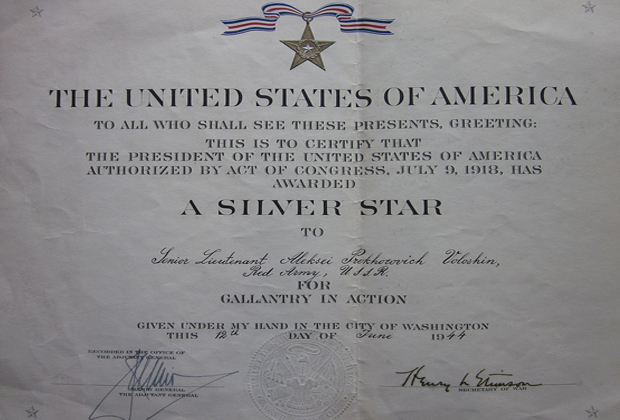 THE UNITED STATES OF AMERICA
TO ALL WHO SHALL SEE THESE PRESENTS, GREETING:
THIS IS TO CERTIFY THAT
THE PRESIDENT OF THE UNITED STATES OF AMERICA
AUTHORIZED BY ACT OF CONGRESS, JULY 9, 1918, HAS
AWARDED
A SILVER STAR
TO
Senior Lieutenant Aleksei Prokhorovich Voloshin,
Red Army, USSR.
FOR
GALLANTRY IN ACTION
GIVEN UNDER MY HAND IN THE CITY OF WASHINGTON
THIS 12th DAY OF June 1944
RECORDED IN THE OFFICE OF
THE ADJUTANT GENERAL
Henry L Stimson
SECRETARY OF WAR
GENERAL
THE ADJUTANT GENERAL